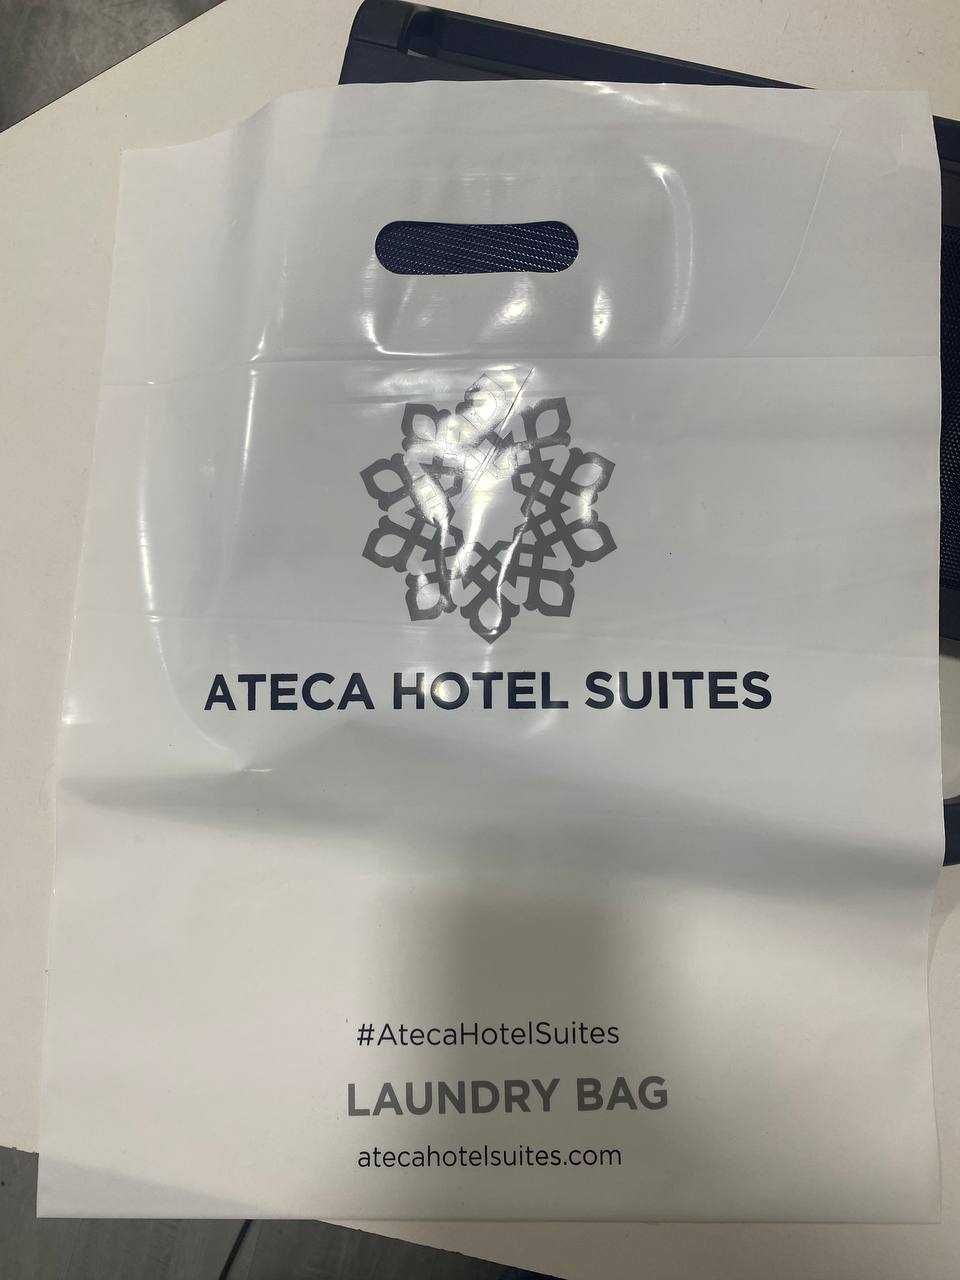 ATECA HOTEL SUITES
#AtecaHotelSuites
LAUNDRY BAG
atecahotelsuites.com